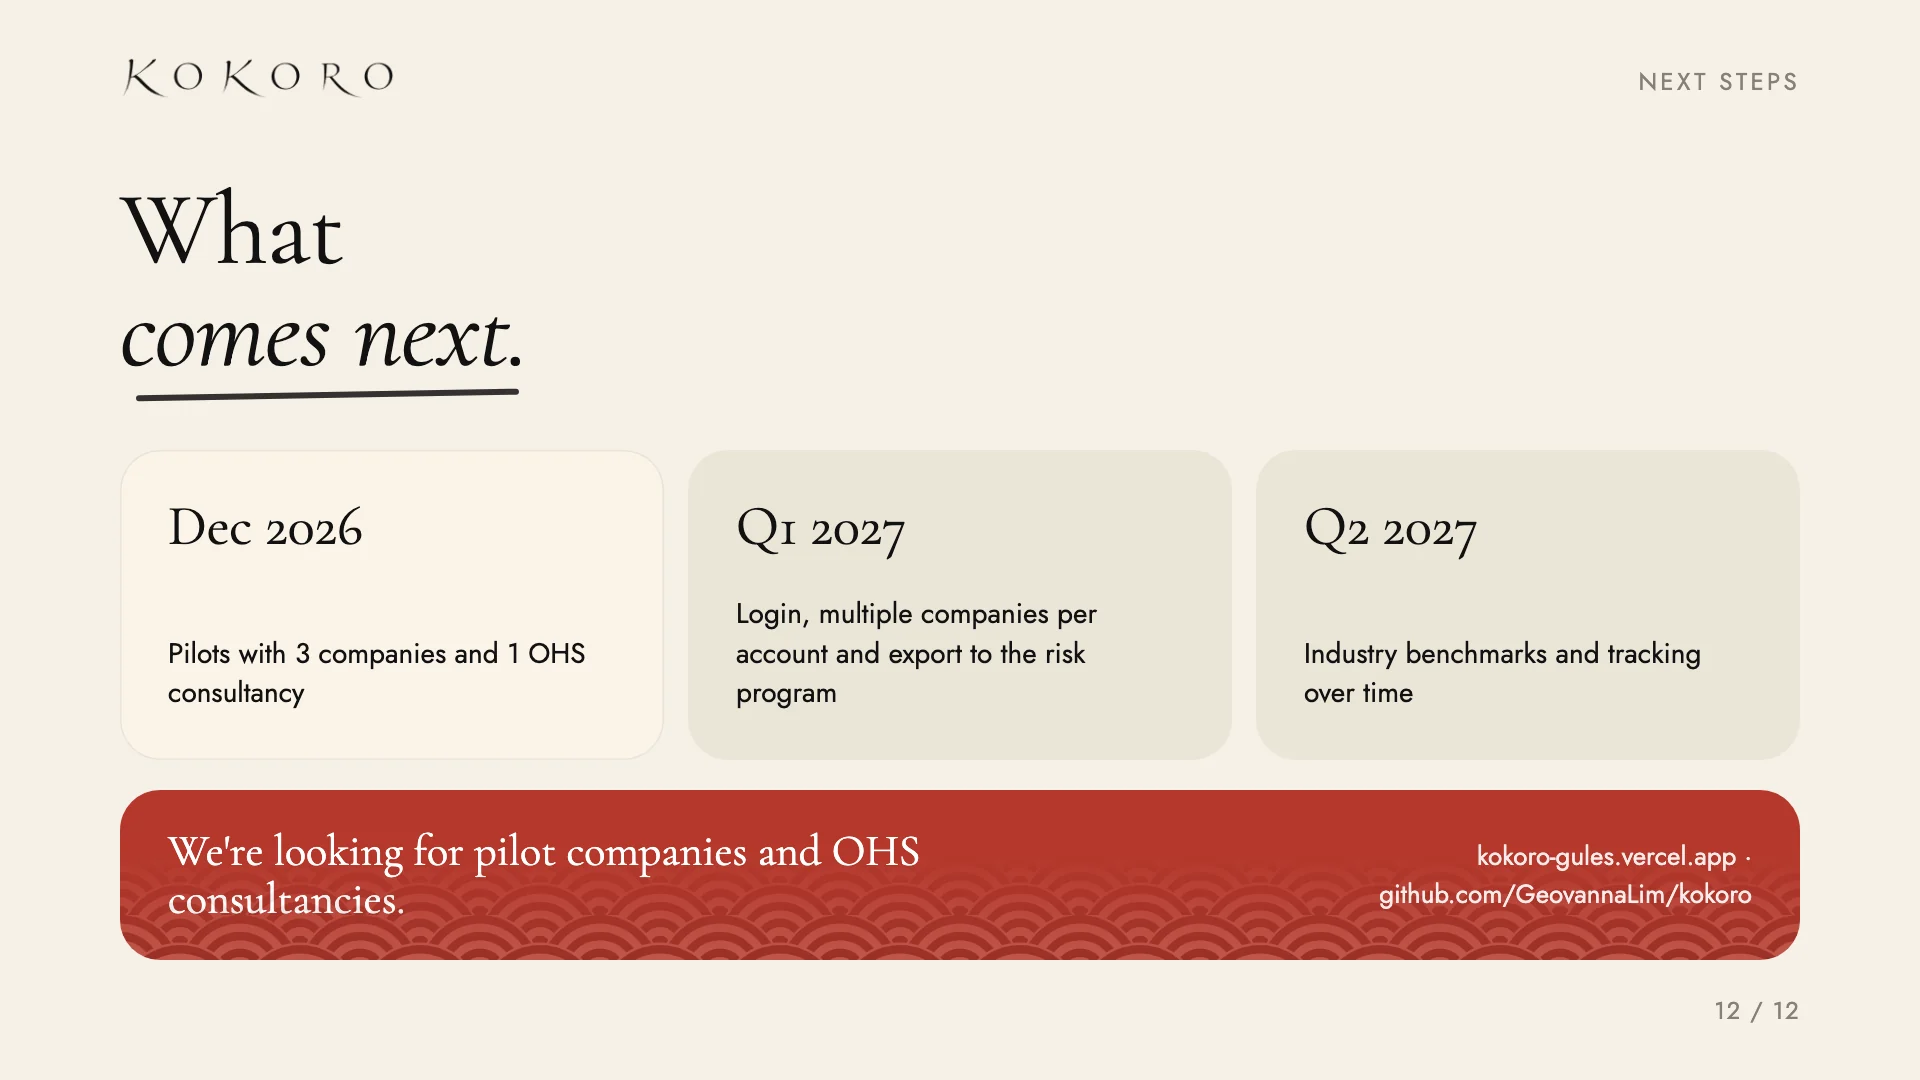 KOKORO
NEXT STEPS
What
comes next.
Dec 2026
Pilots with 3 companies and 1 OHS
consultancy
Q1 2027
Login, multiple companies per
account and export to the risk
program
Q2 2027
Industry benchmarks and tracking
over time
We're looking for pilot companies and OHS
consultancies.
kokoro-gules.vercel.app ·
github.com/GeovannaLim/kokoro
12 / 12